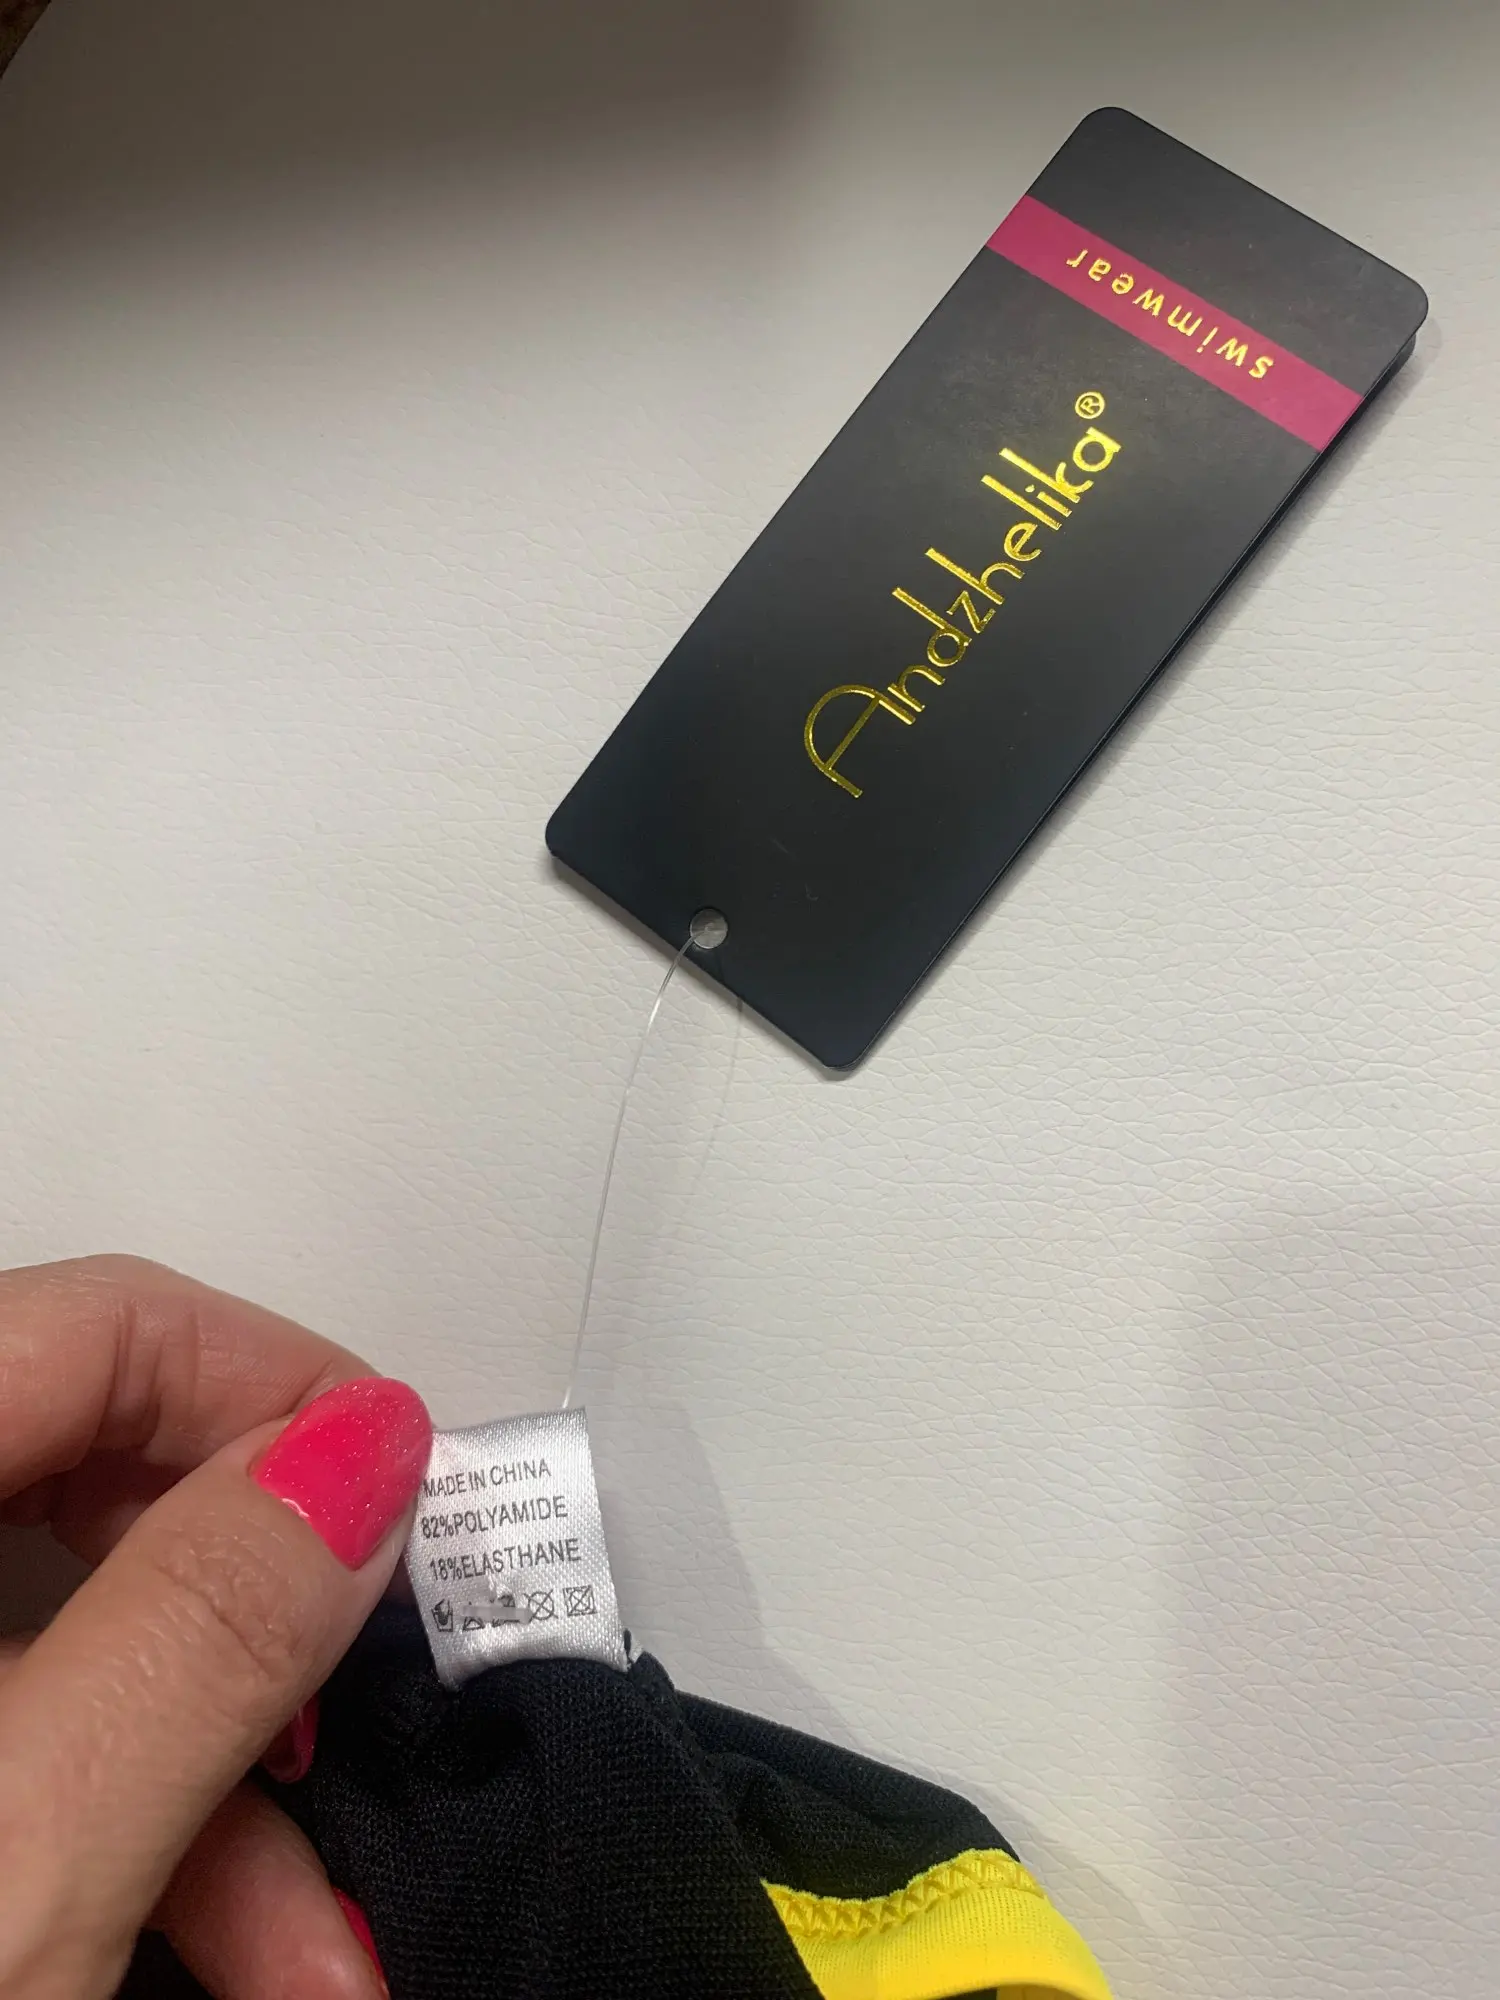 swimwear
Andzhelika®
MADE IN CHINA
82%POLYAMIDE
18%ELASTHANE